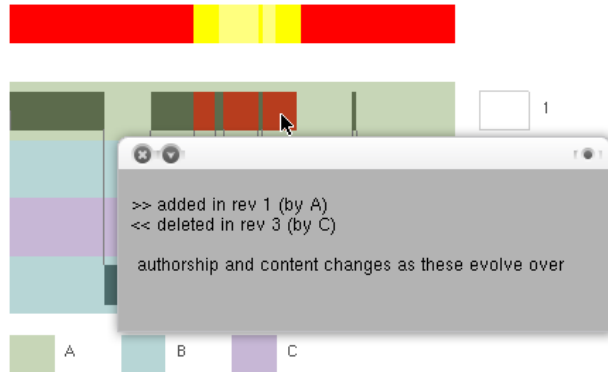 1
>> added in rev 1 (by A)
<< deleted in rev 3 (by C)
authorship and content changes as these evolve over
A B C